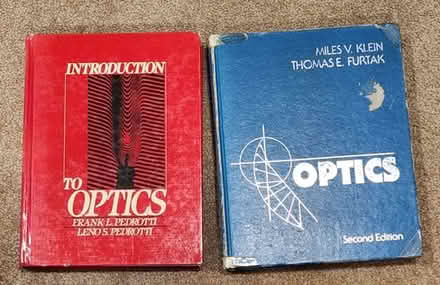 INTRODUCTION
TO
OPTICS
FRANK L. PEDROTTI
LENO S. PEDROTTI
MILES V. KLEIN
THOMAS E. FURTAK
OPTICS
Second Edition